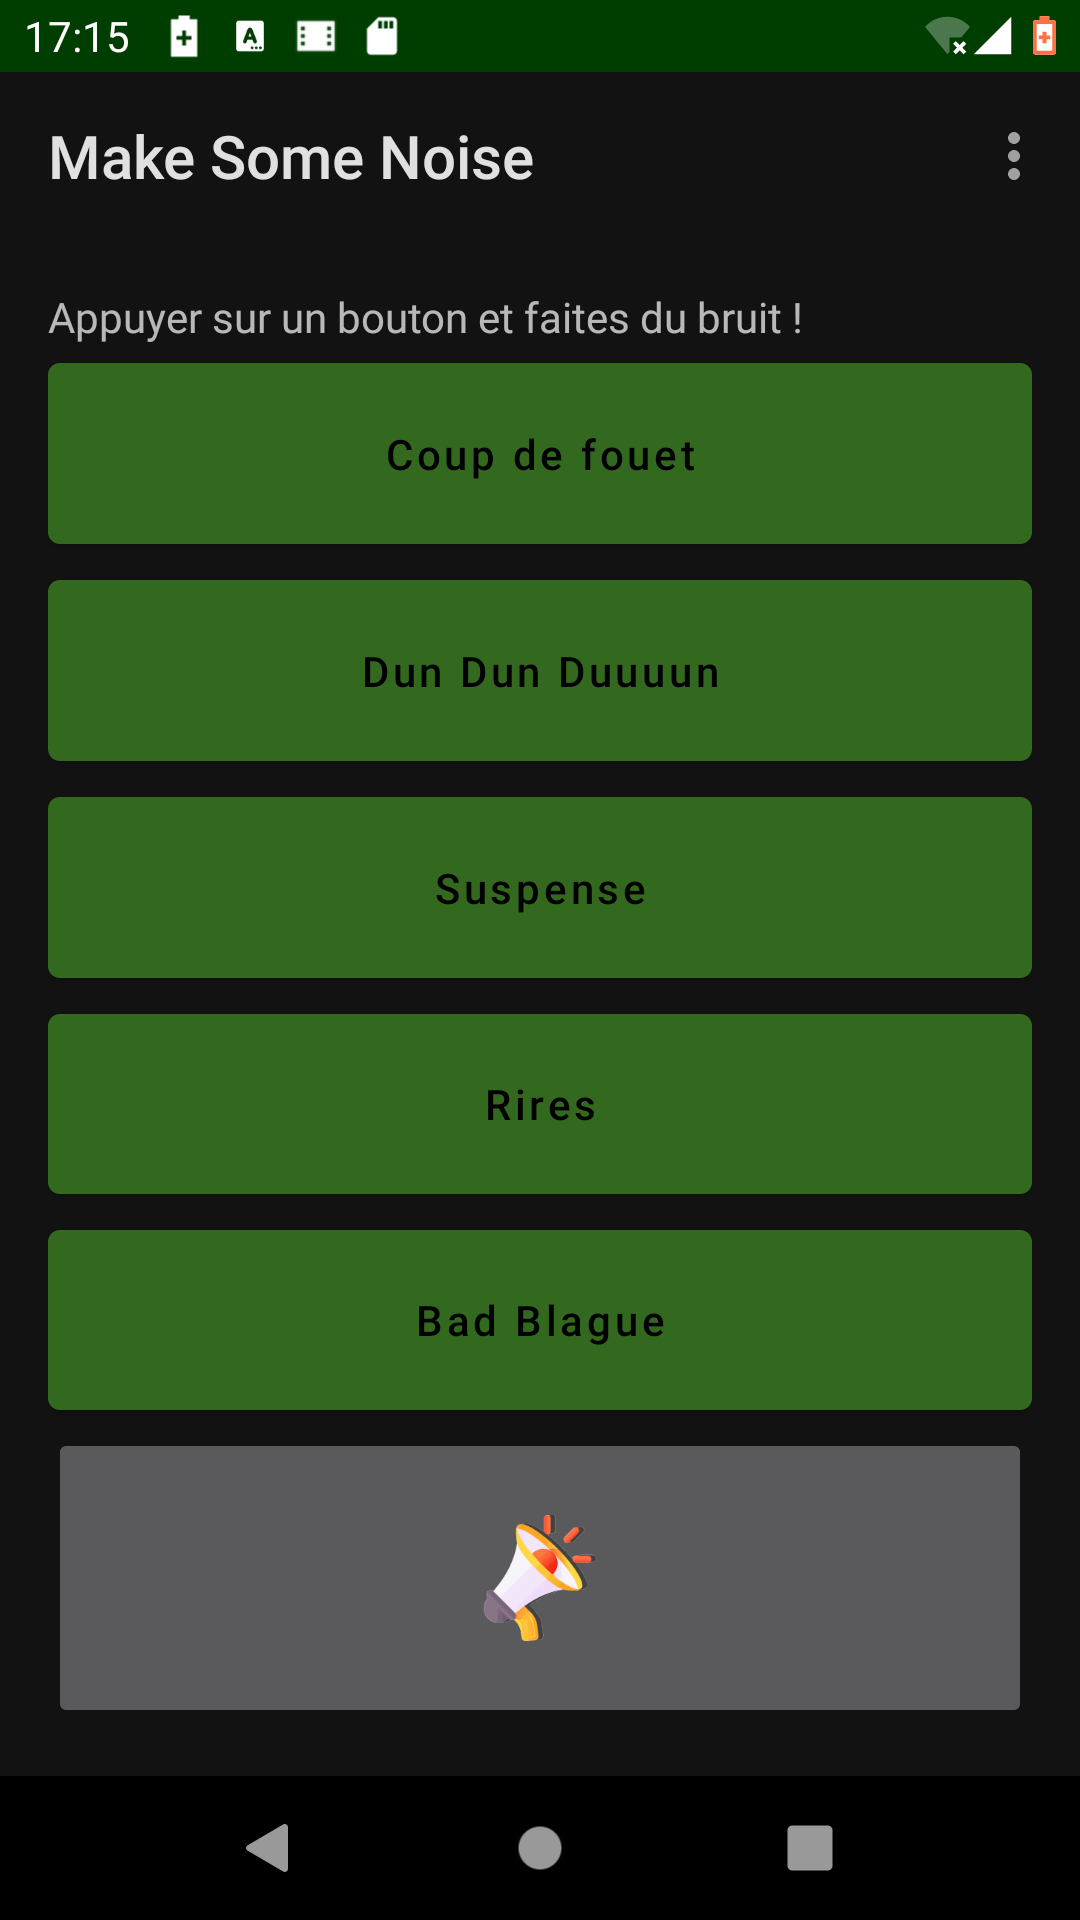 17:15
Make Some Noise
Appuyer sur un bouton et faites du bruit !
Coup de fouet
Dun Dun Duuuun
Suspense
Rires
Bad Blague